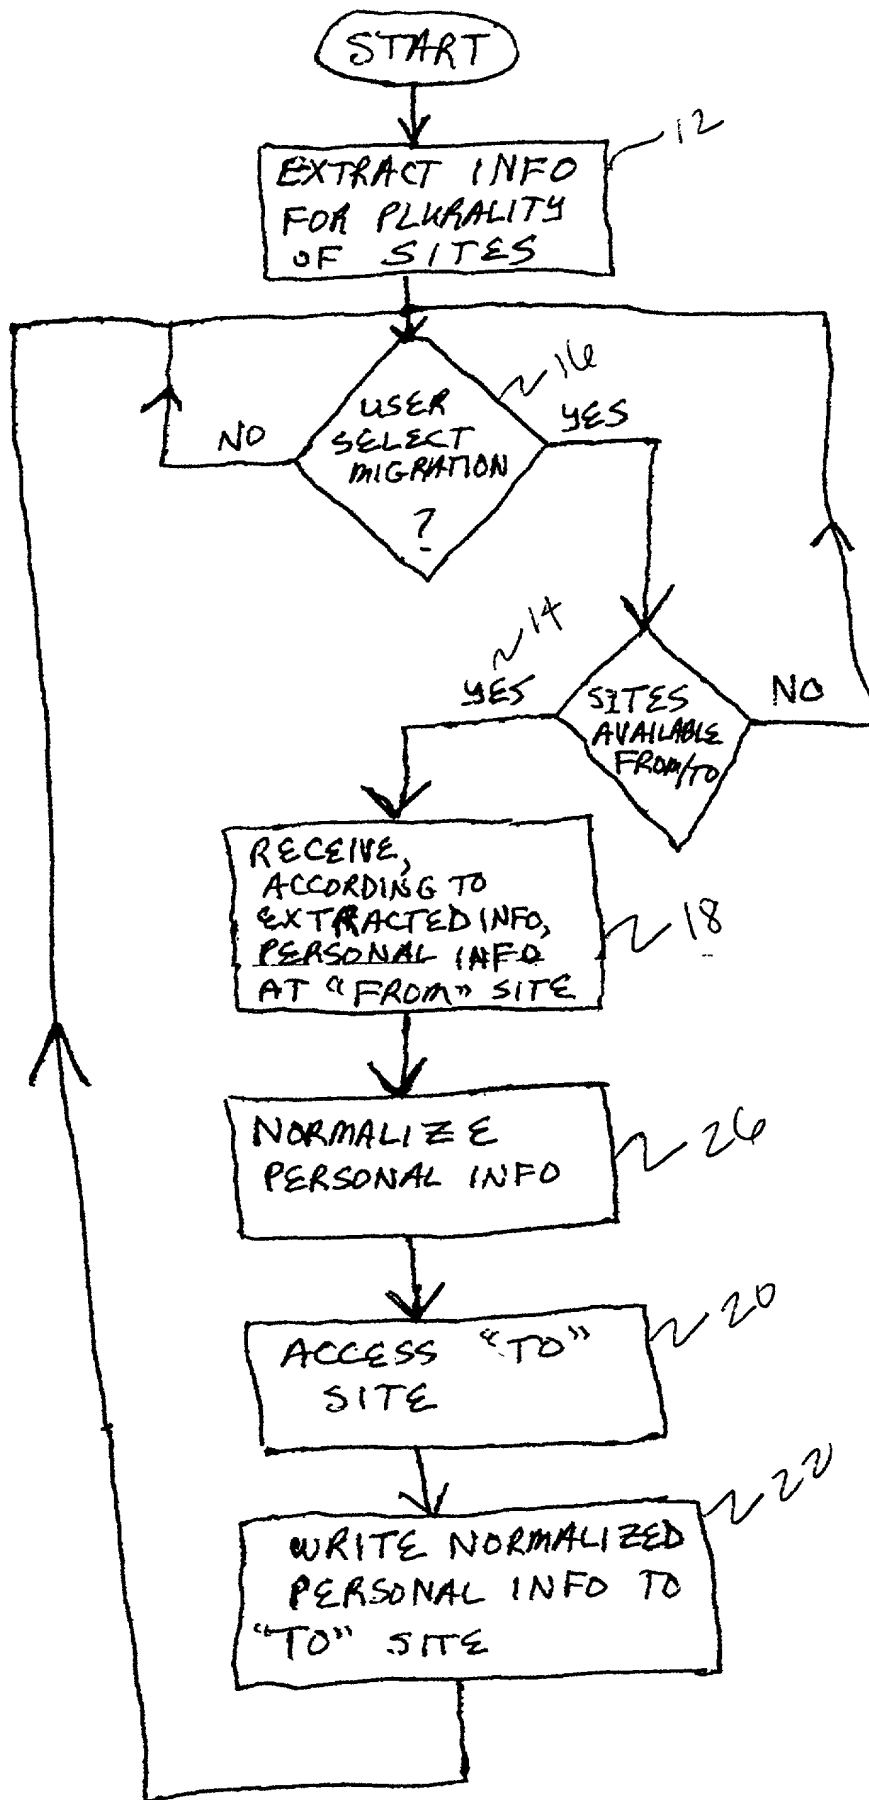 START
12
EXTRACT INFO
FOR PLURALITY
OF SITES
16
USER
SELECT
MIGRATION
?
NO
YES
14
YES
SITES
AVAILABLE
FROM/TO
NO
RECEIVE,
ACCORDING TO
EXTRACTED INFO,
PERSONAL INFO
AT "FROM" SITE
18
NORMALIZE
PERSONAL INFO
26
ACCESS "TO"
SITE
20
WRITE NORMALIZED
PERSONAL INFO TO
"TO" SITE
22